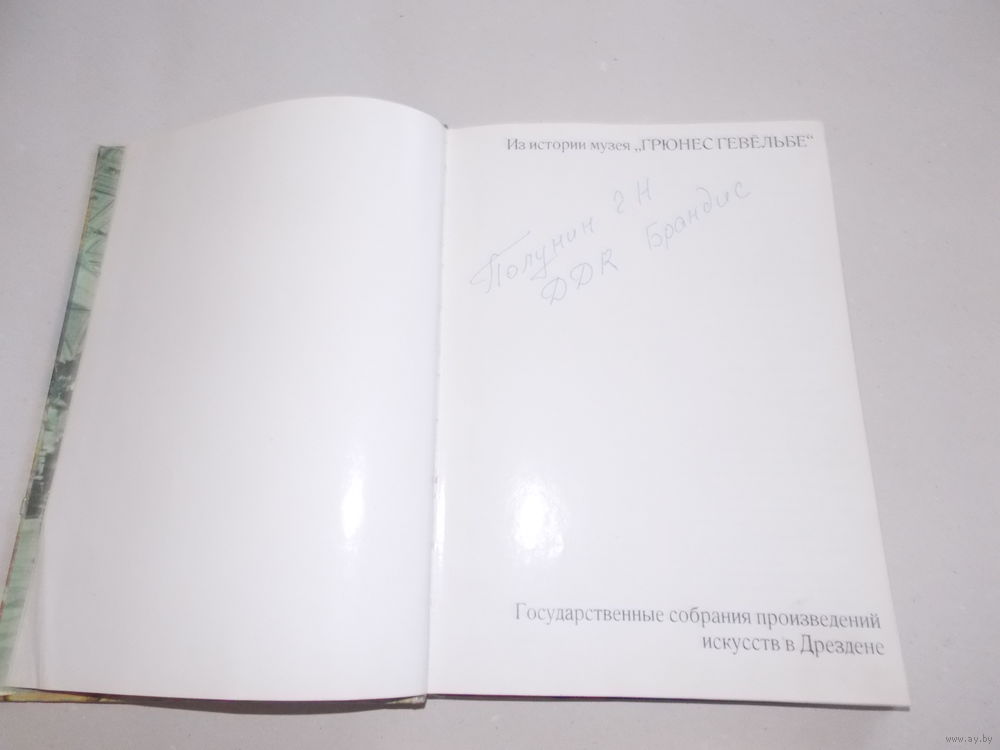 Из истории музея „ГРЮНЕС ГЕВЁЛЬБЕ“
Полунин Г Н
DDR Брандис
Государственные собрания произведений
искусств в Дрездене
www.ay.by